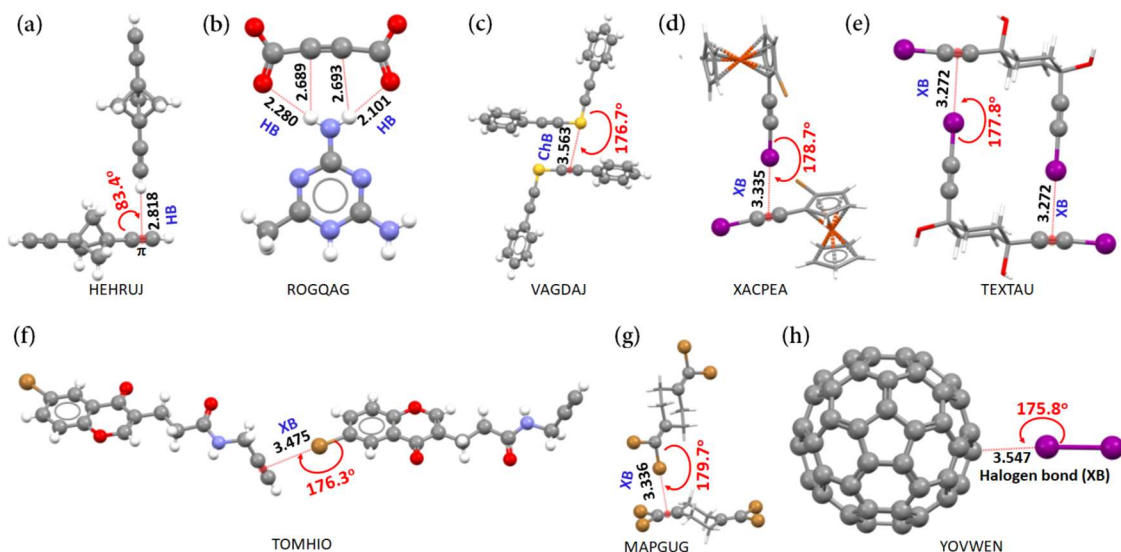 (a)
83.4°
2.818
HB
π
HEHRUJ
(b)
2.689
2.693
2.280
HB
2.101
HB
ROGQAG
(c)
ChB
3.563
176.7°
VAGDAJ
(d)
XB
3.335
178.7°
XACPEA
(e)
XB
3.272
177.8°
3.272
XB
TEXTAU
(f)
XB
3.475
176.3°
TOMHIO
(g)
XB
3.336
179.7°
MAPGUG
(h)
175.8°
3.547
Halogen bond (XB)
YOVWEN